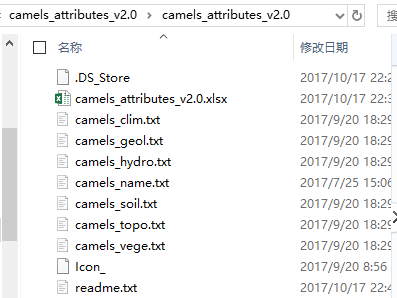 camels_attributes_v2.0 > camels_attributes_v2.0
名称 修改日期
.DS_Store 2017/10/17 22:2
camels_attributes_v2.0.xlsx 2017/10/17 22:3
camels_clim.txt 2017/9/20 18:29
camels_geol.txt 2017/9/20 18:29
camels_hydro.txt 2017/9/20 18:29
camels_name.txt 2017/7/25 15:06
camels_soil.txt 2017/9/20 18:29
camels_topo.txt 2017/9/20 18:29
camels_vege.txt 2017/9/20 18:29
Icon_ 2017/9/20 8:56
readme.txt 2017/10/17 22:4